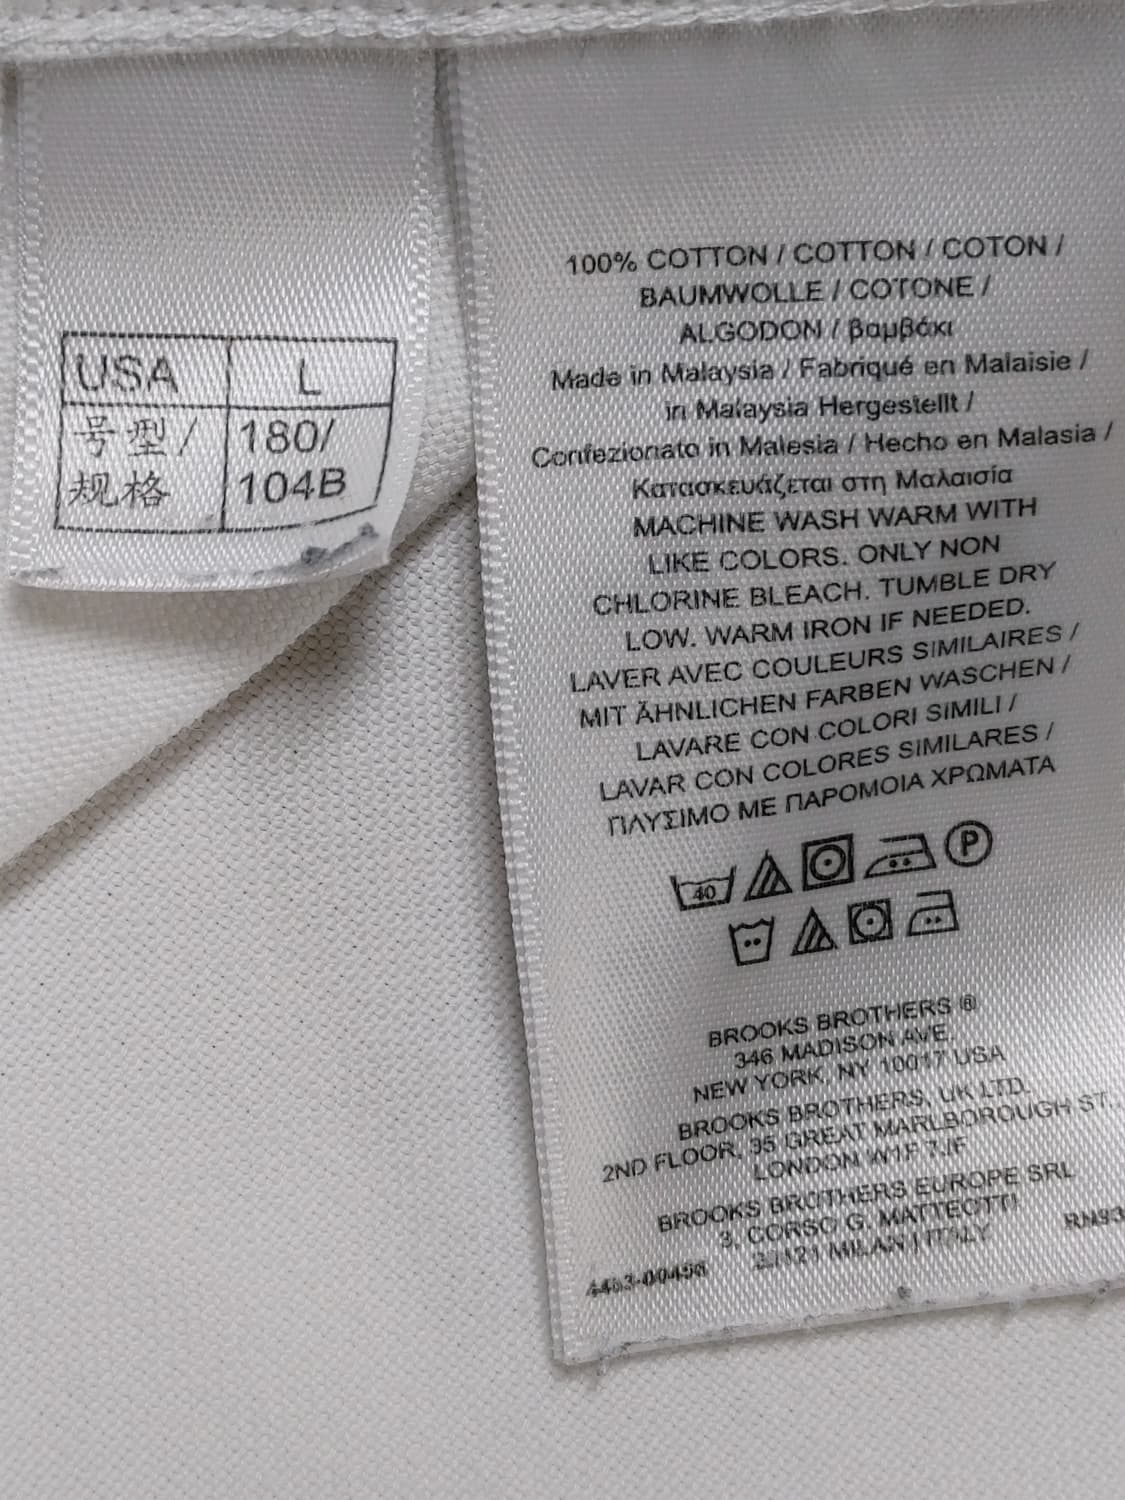 USA L
号型/ 180/
规格 104B
100% COTTON / COTTON / COTON /
BAUMWOLLE / COTONE /
ALGODON / βαμβάκι
Made in Malaysia / Fabriqué en Malaisie /
in Malaysia Hergestellt /
Confezionato in Malesia / Hecho en Malasia /
Κατασκευάζεται στη Μαλαισία
MACHINE WASH WARM WITH
LIKE COLORS. ONLY NON
CHLORINE BLEACH. TUMBLE DRY
LOW. WARM IRON IF NEEDED.
LAVER AVEC COULEURS SIMILAIRES /
MIT ÄHNLICHEN FARBEN WASCHEN /
LAVARE CON COLORI SIMILI /
LAVAR CON COLORES SIMILARES /
ΠΛΥΣΙΜΟ ΜΕ ΠΑΡΟΜΟΙΑ ΧΡΩΜΑΤΑ
40 P
BROOKS BROTHERS ®
346 MADISON AVE.
NEW YORK, NY 10017 USA
BROOKS BROTHERS, UK LTD.
2ND FLOOR, 35 GREAT MARLBOROUGH ST.,
LONDON W1F 7JF
BROOKS BROTHERS EUROPE SRL
3, CORSO G. MATTEOTTI
20121 MILAN | ITALY